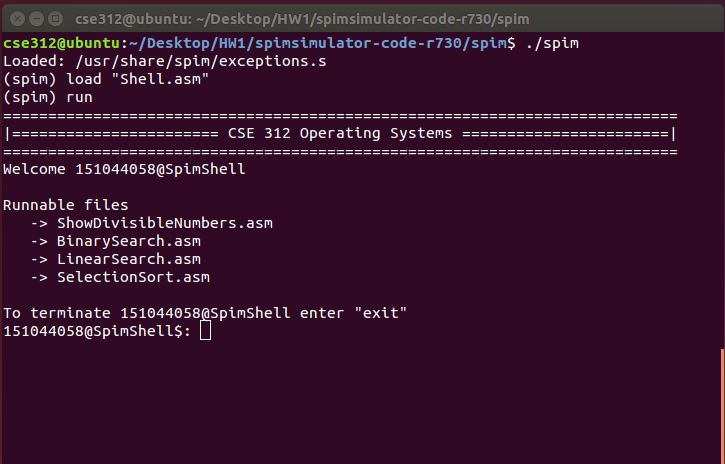 cse312@ubuntu: ~/Desktop/HW1/spimsimulator-code-r730/spim
cse312@ubuntu:~/Desktop/HW1/spimsimulator-code-r730/spim$ ./spim
Loaded: /usr/share/spim/exceptions.s
(spim) load "Shell.asm"
(spim) run
===========================================================================
|======================= CSE 312 Operating Systems =======================|
===========================================================================
Welcome 151044058@SpimShell
Runnable files
-> ShowDivisibleNumbers.asm
-> BinarySearch.asm
-> LinearSearch.asm
-> SelectionSort.asm
To terminate 151044058@SpimShell enter "exit"
151044058@SpimShell$: